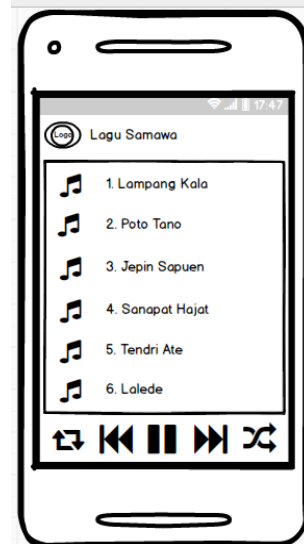 17:47
Logo
Lagu Samawa
1. Lampang Kala
2. Poto Tano
3. Jepin Sapuen
4. Sanapat Hajat
5. Tendri Ate
6. Lalede